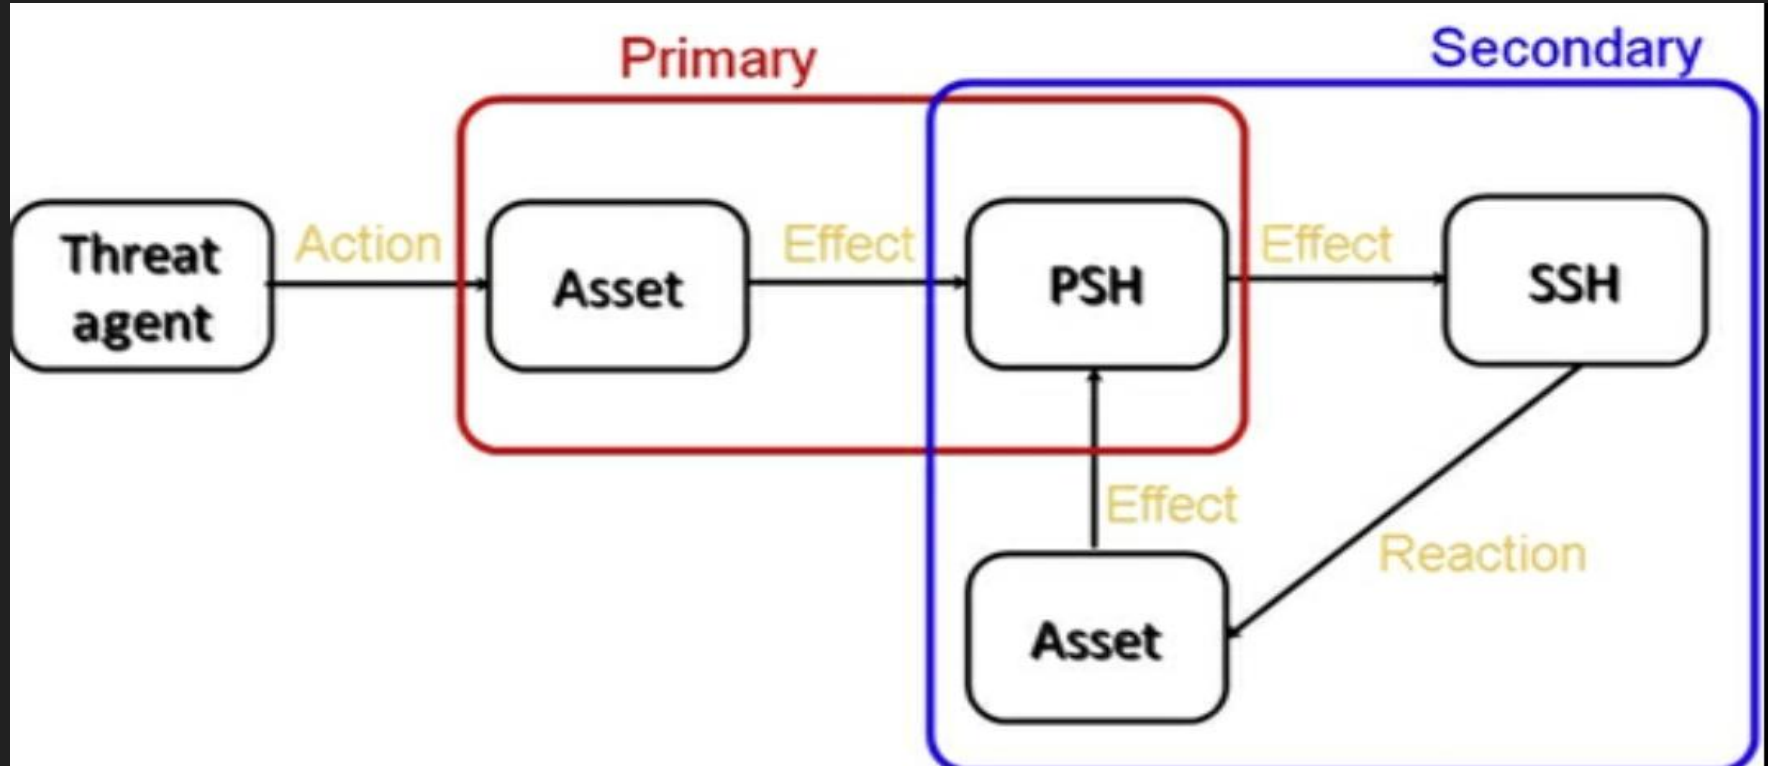 Primary
Secondary
Threat
agent
Action
Asset
Effect
PSH
Effect
SSH
Effect
Reaction
Asset